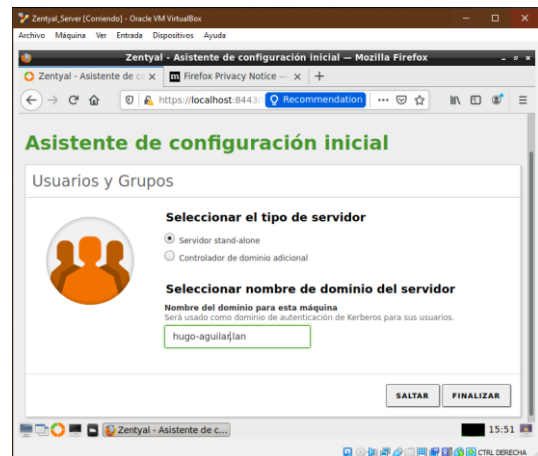 Zentyal_Server [Corriendo] - Oracle VM VirtualBox
Archivo Máquina Ver Entrada Dispositivos Ayuda
Zentyal - Asistente de configuración inicial — Mozilla Firefox
Zentyal - Asistente de co
Firefox Privacy Notice —
https://localhost:8443/
Recommendation
Asistente de configuración inicial
Usuarios y Grupos
Seleccionar el tipo de servidor
Servidor stand-alone
Controlador de dominio adicional
Seleccionar nombre de dominio del servidor
Nombre del dominio para esta máquina
Será usado como dominio de autenticación de Kerberos para sus usuarios.
hugo-aguilar.lan
SALTAR FINALIZAR
Zentyal - Asistente de c...
15:51
CTRL DERECHA